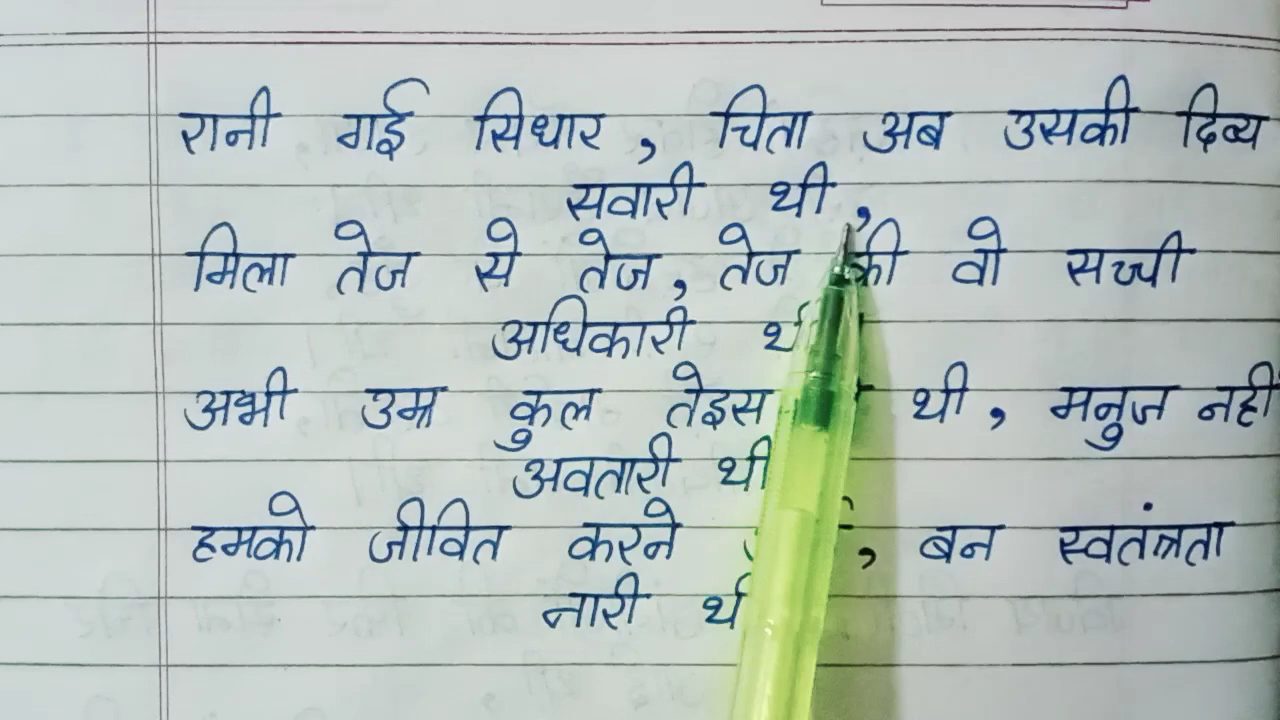 रानी गई सिधार, चिता अब उसकी दिव्य
सवारी थी,
मिला तेज से तेज, तेज की वो सच्ची
अधिकारी
अभी उम्र कुल तेइस थी, मनुज नहीं
अवतारी थी
हमको जीवित करने , बन स्वतंत्रता
नारी